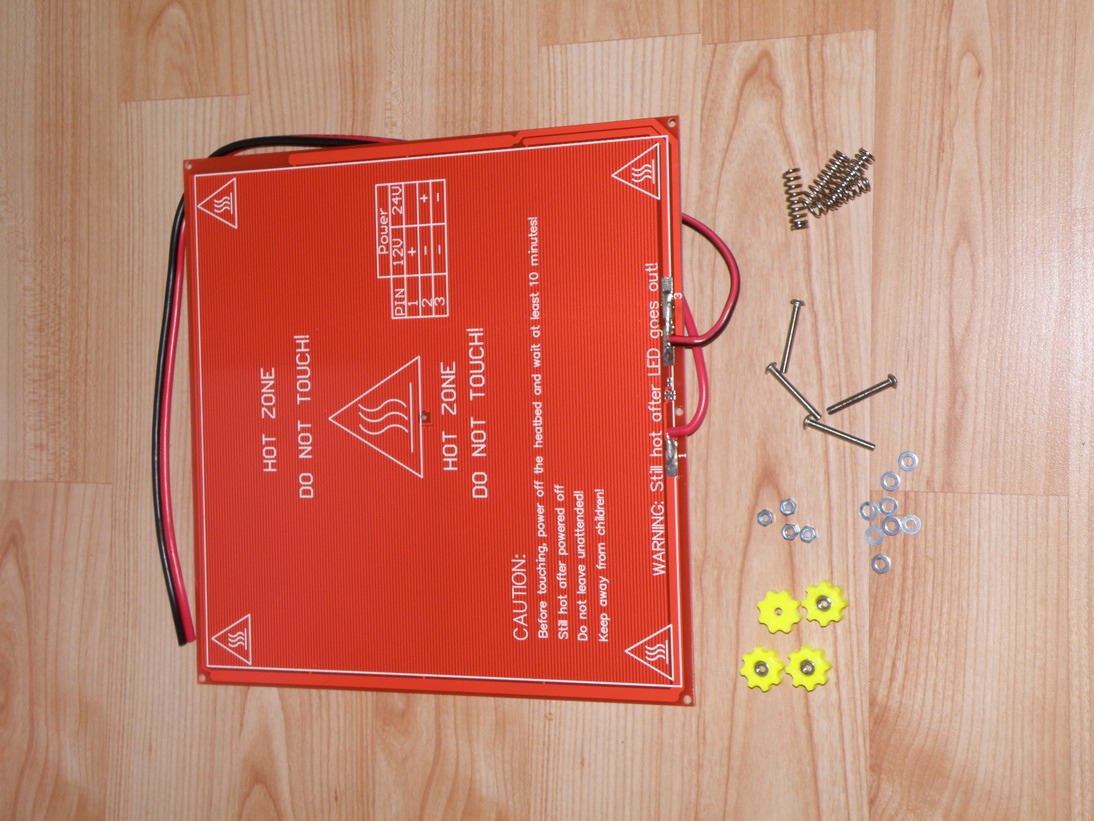 HOT ZONE
DO NOT TOUCH!
Power
PIN 12V 24V
1 +
2 - +
3 - -
HOT ZONE
DO NOT TOUCH!
CAUTION:
Before touching, power off the heatbed and wait at least 10 minutes!
Still hot after powered off
Do not leave unattended!
Keep away from children!
WARNING: Still hot after LED goes out!
1
3